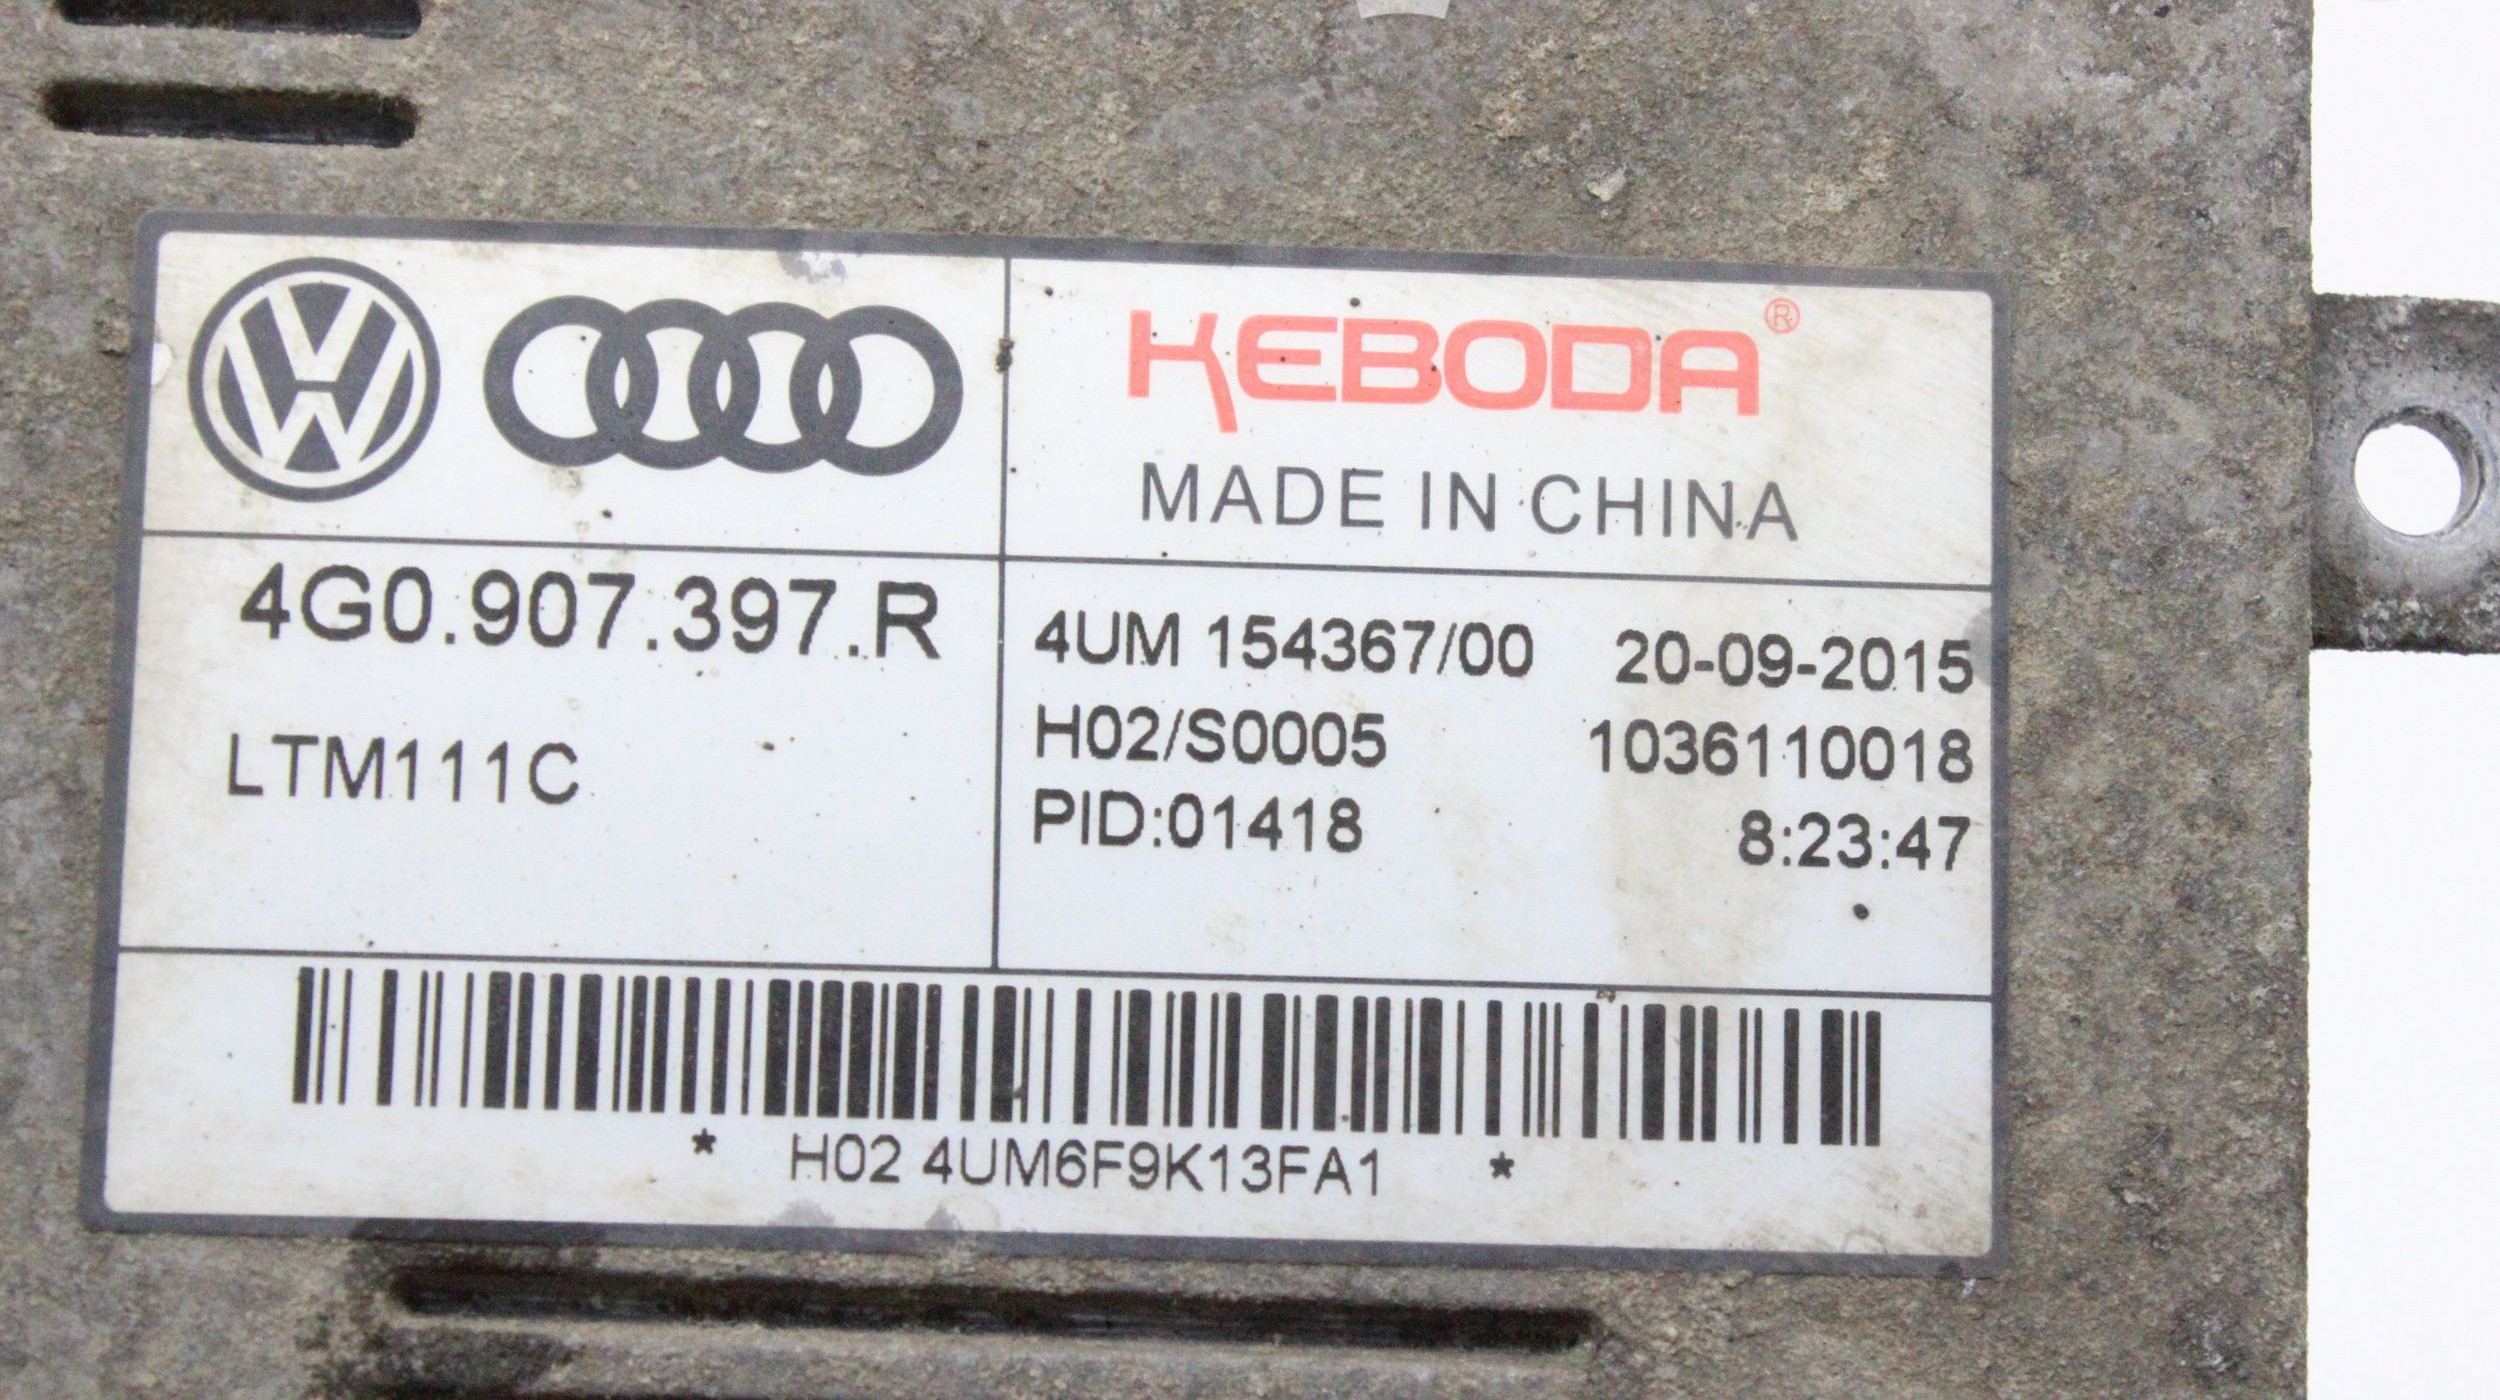 KEBODA®
MADE IN CHINA
4G0.907.397.R
LTM111C
4UM 154367/00 20-09-2015
H02/S0005 1036110018
PID:01418 8:23:47
* H02 4UM6F9K13FA1 *